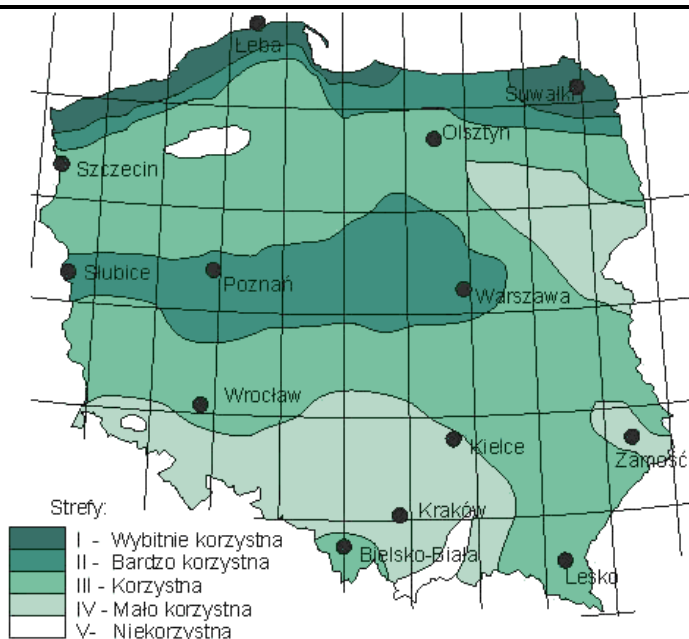 Łeba
Suwałki
Olsztyn
Szczecin
Słubice
Poznań
Warszawa
Wrocław
Kielce
Zamość
Kraków
Bielsko-Biała
Lesko
Strefy:
I - Wybitnie korzystna
II - Bardzo korzystna
III - Korzystna
IV - Mało korzystna
V- Niekorzystna